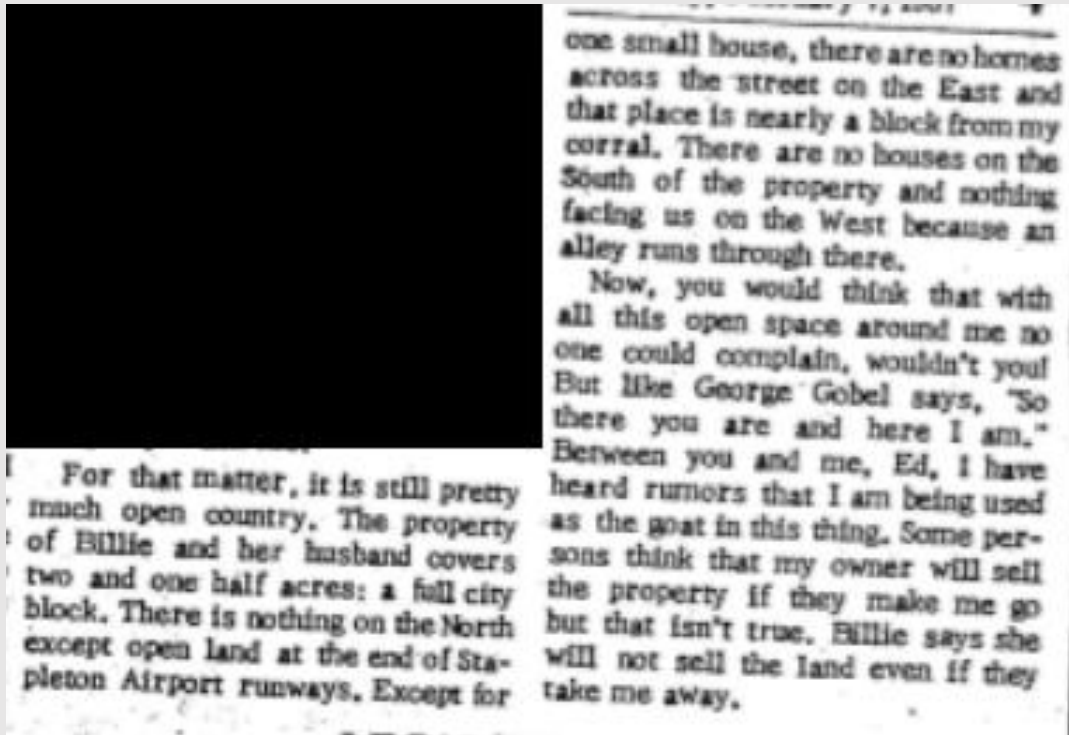 For that matter, it is still pretty
much open country. The property
of Billie and her husband covers
two and one half acres: a full city
block. There is nothing on the North
except open land at the end of Sta-
pleton Airport runways. Except for
one small house, there are no homes
across the street on the East and
that place is nearly a block from my
corral. There are no houses on the
South of the property and nothing
facing us on the West because an
alley runs through there.
Now, you would think that with
all this open space around me no
one could complain, wouldn't you!
But like George Gobel says, "So
there you are and here I am."
Between you and me, Ed, I have
heard rumors that I am being used
as the goat in this thing. Some per-
sons think that my owner will sell
the property if they make me go
but that isn't true. Billie says she
will not sell the land even if they
take me away.